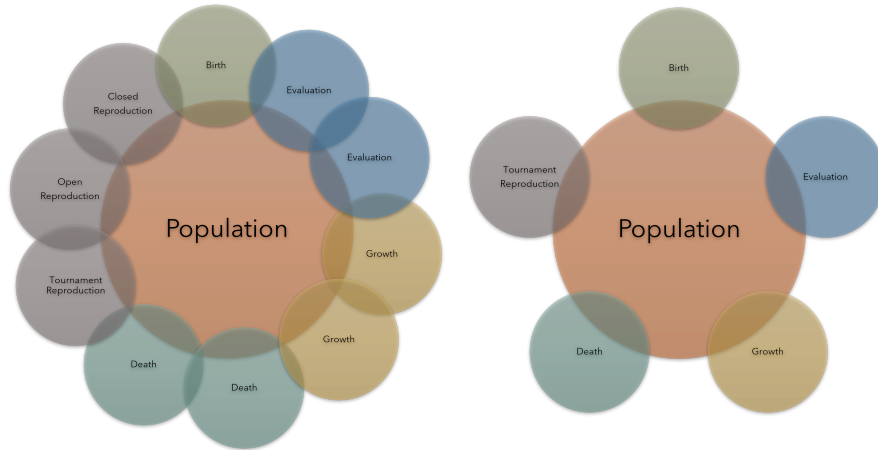 Birth
Evaluation
Closed
Reproduction
Evaluation
Open
Reproduction
Population
Growth
Tournament
Reproduction
Growth
Death
Death
Birth
Tournament
Reproduction
Evaluation
Population
Death
Growth